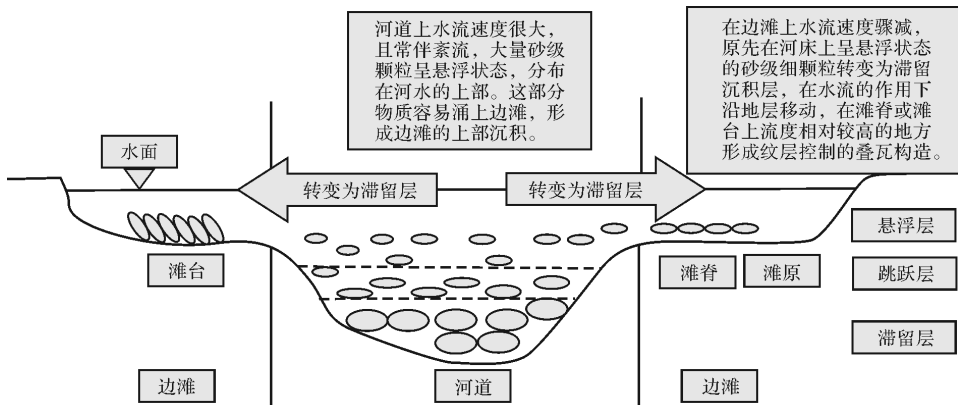 河道上水流速度很大，
且常伴紊流，大量砂级
颗粒呈悬浮状态，分布
在河水的上部。这部分
物质容易涌上边滩，形
成边滩的上部沉积。
在边滩上水流速度骤减，
原先在河床上呈悬浮状态
的砂级细颗粒转变为滞留
沉积层，在水流的作用下
沿地层移动，在滩脊或滩
台上流度相对较高的地方
形成纹层控制的叠瓦构造。
水面
转变为滞留层
转变为滞留层
悬浮层
滩台
滩脊
滩原
跳跃层
滞留层
边滩
河道
边滩